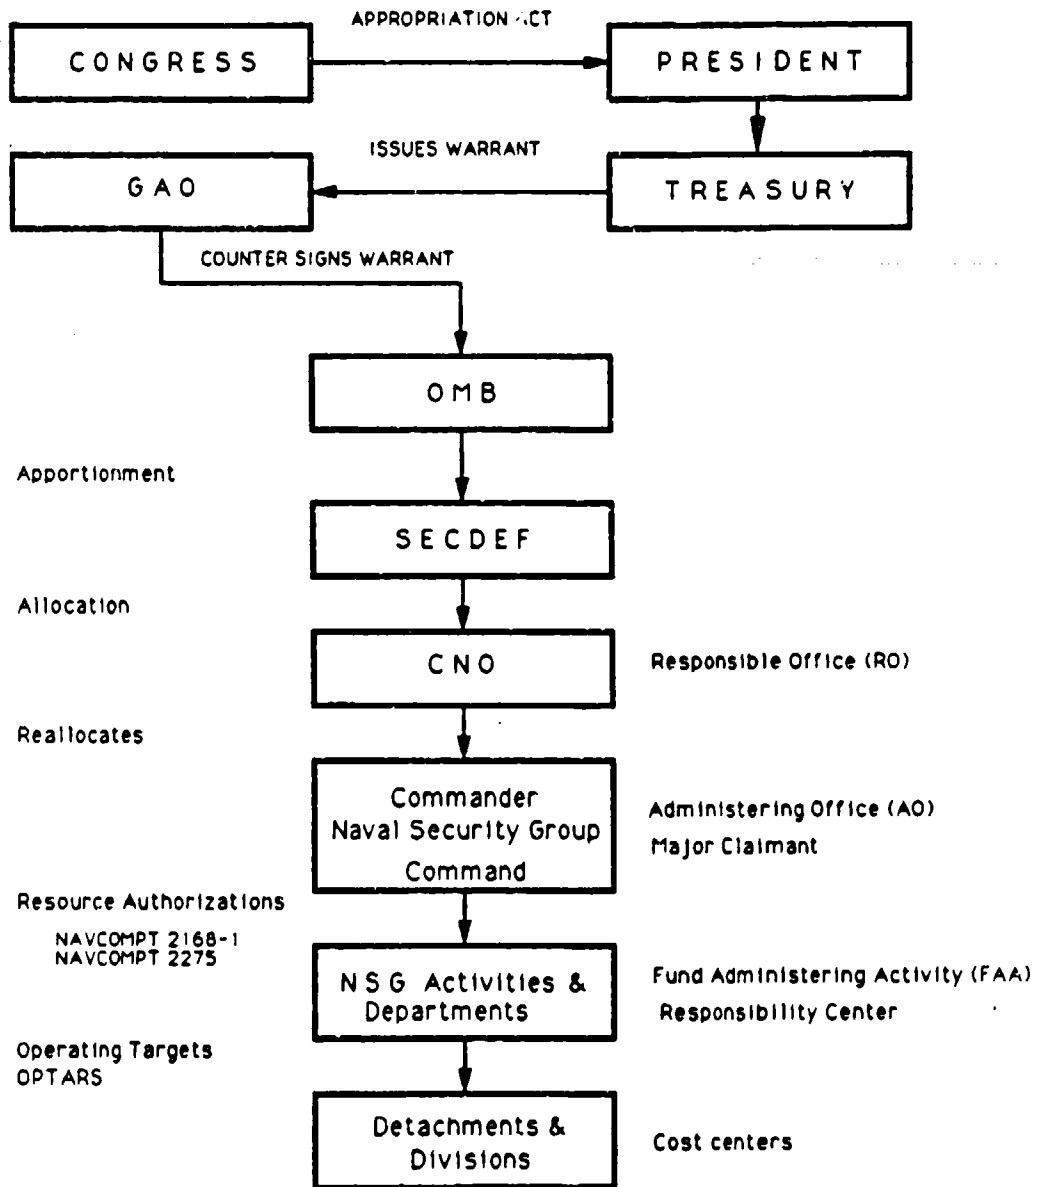 APPROPRIATION ACT
CONGRESS
PRESIDENT
ISSUES WARRANT
GAO
TREASURY
COUNTER SIGNS WARRANT
OMB
Apportionment
SECDEF
Allocation
CNO
Responsible Office (RO)
Reallocates
Commander
Naval Security Group
Command
Administering Office (AO)
Major Claimant
Resource Authorizations
NAVCOMPT 2168-1
NAVCOMPT 2275
NSG Activities &
Departments
Fund Administering Activity (FAA)
Responsibility Center
Operating Targets
OPTARS
Detachments &
Divisions
Cost centers